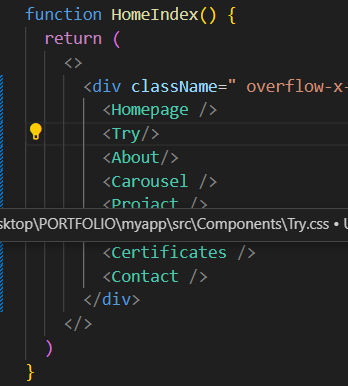 function HomeIndex() {
return (
<>
<div className=" overflow-x-
<Homepage />
<Try/>
<About/>
<Carousel />
<Project />
sktop\PORTFOLIO\myapp\src\Components\Try.css •
<Certificates />
<Contact />
</div>
</>
)
}